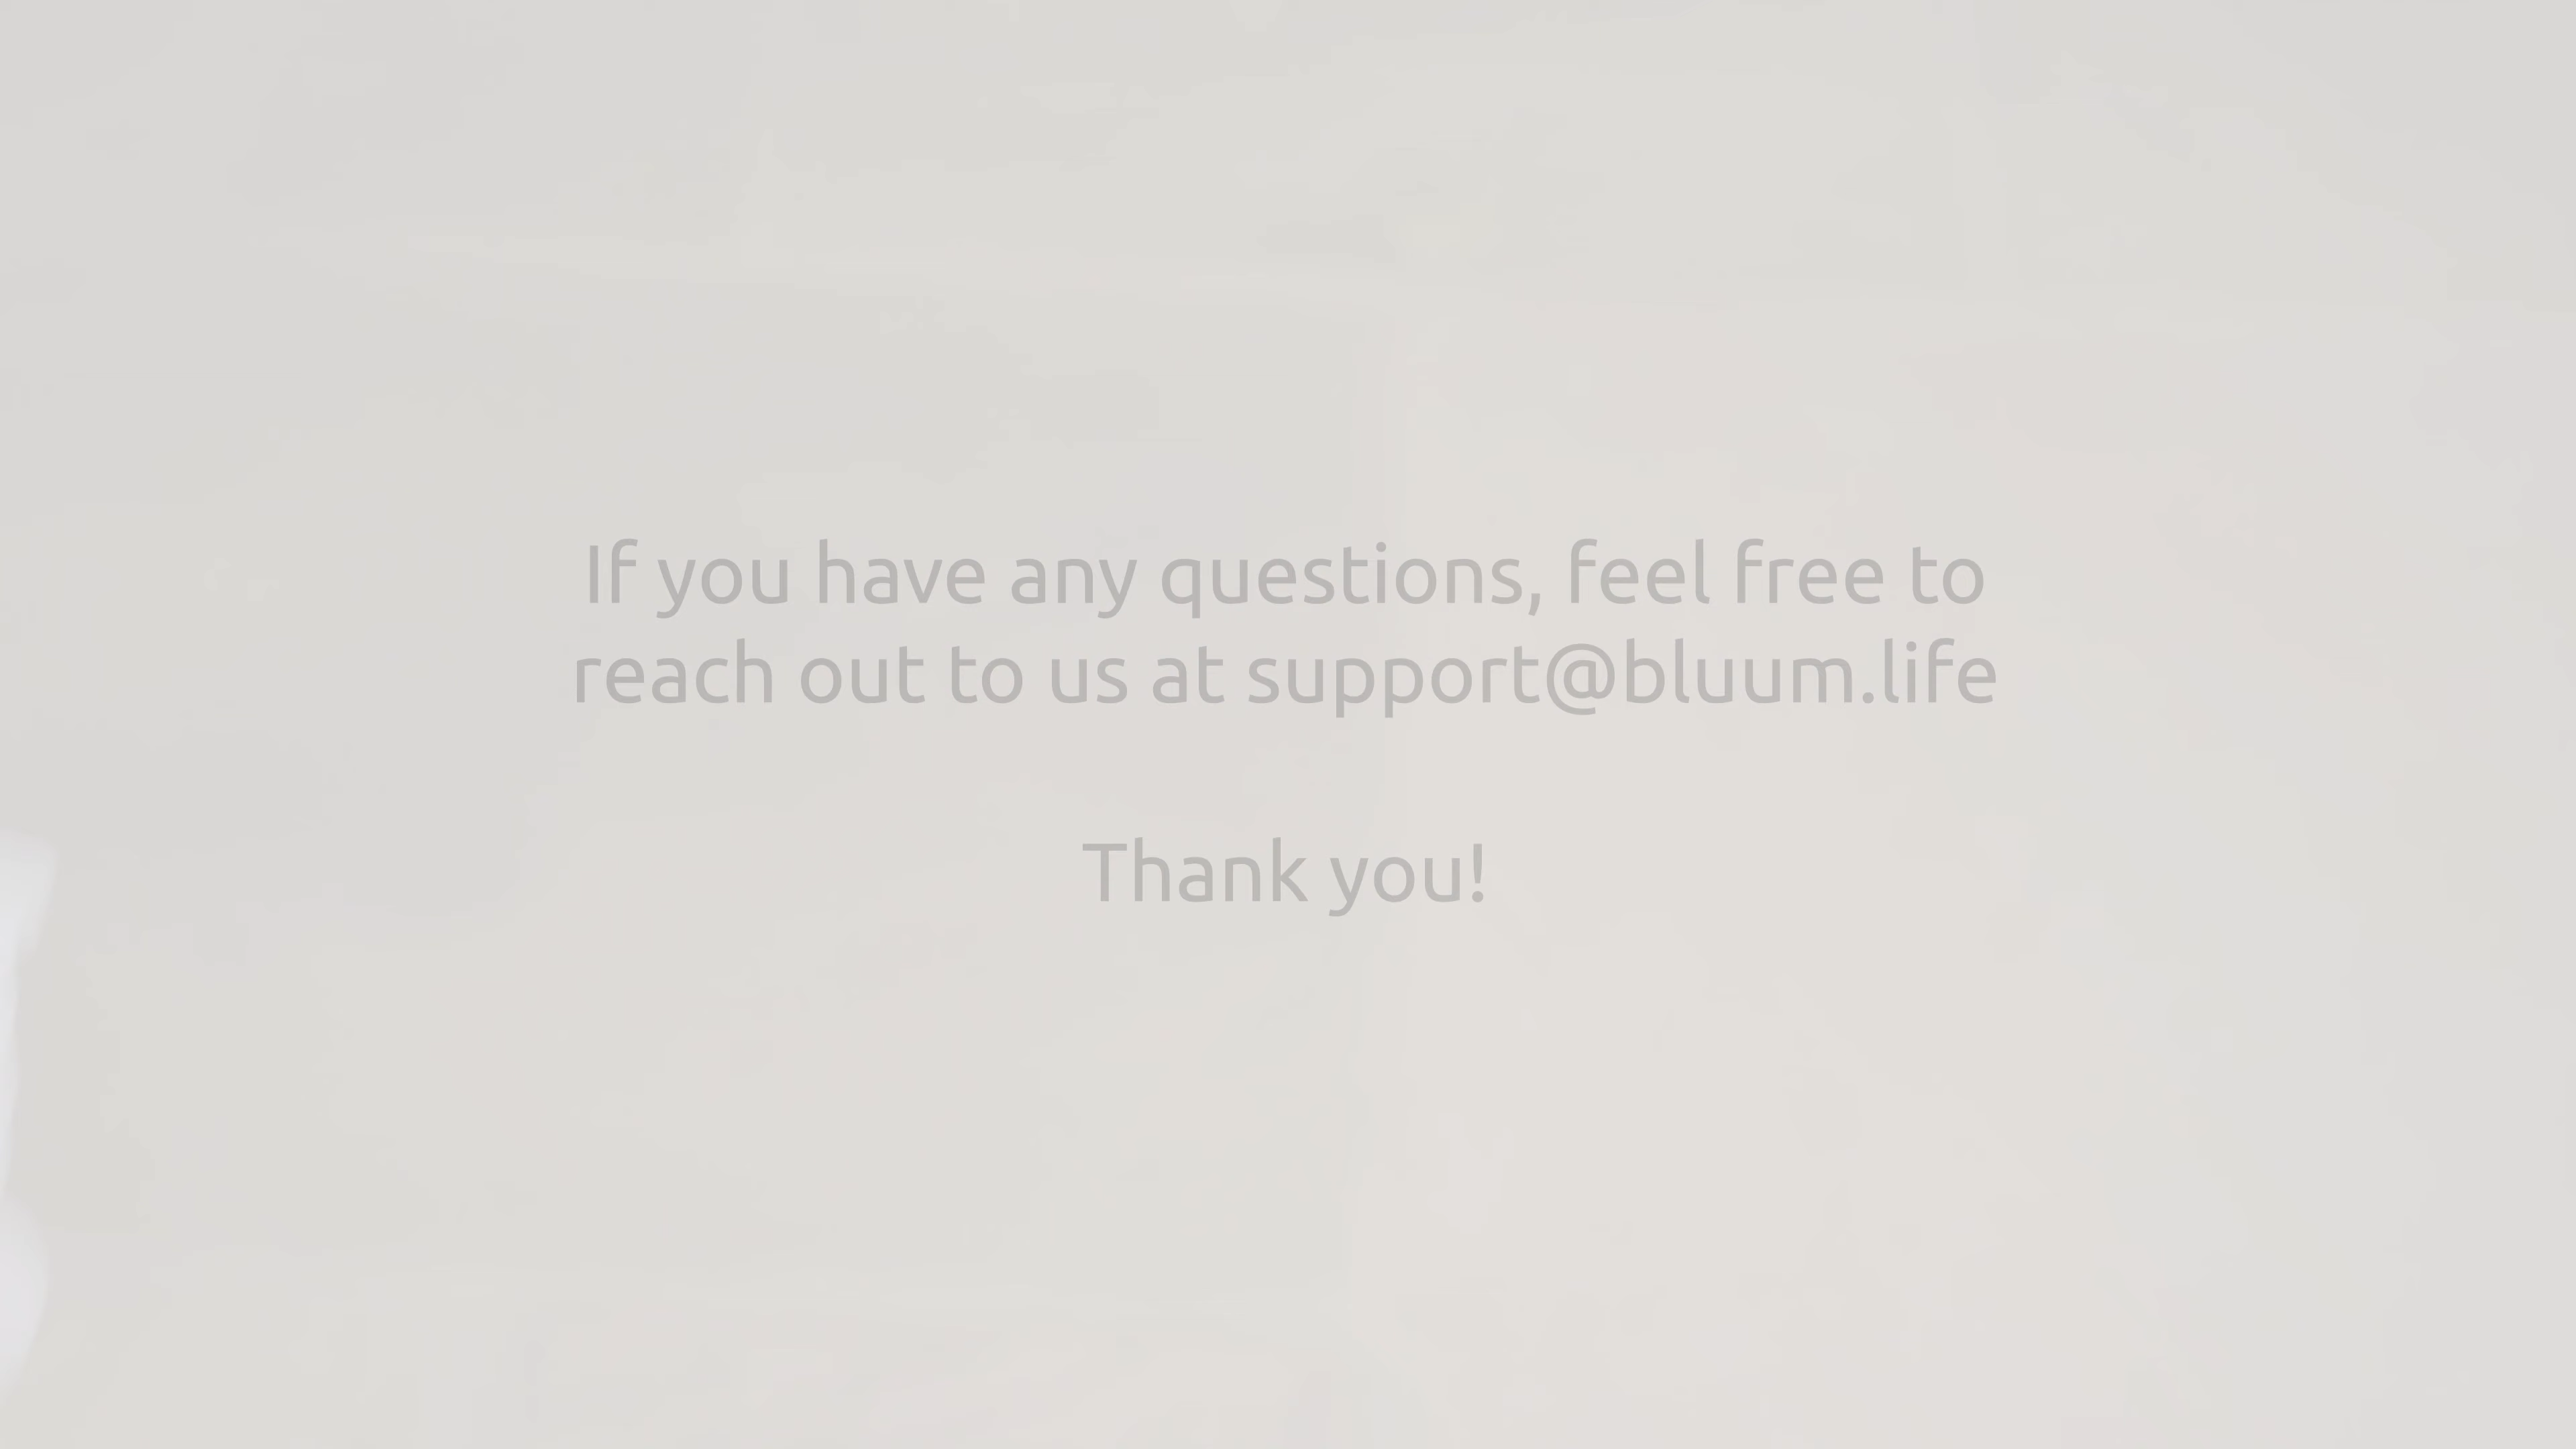 If you have any questions, feel free to
reach out to us at support@bluum.life
Thank you!